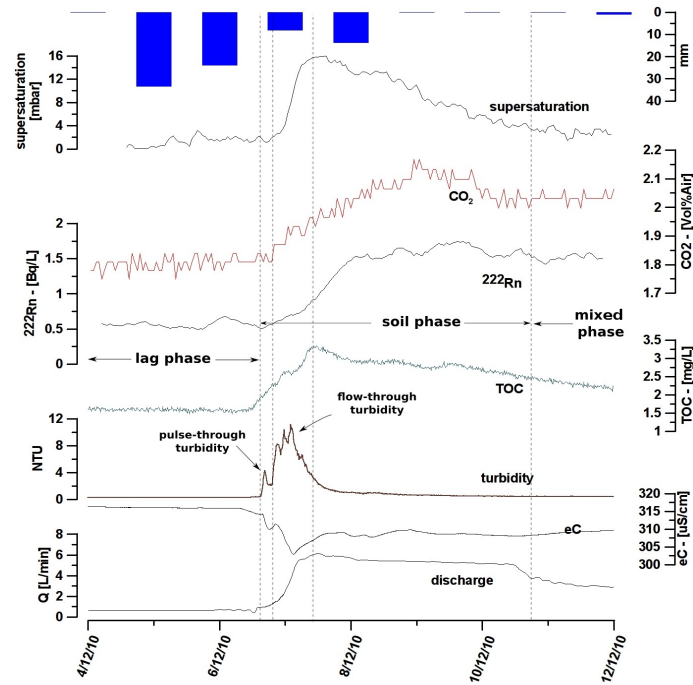 0
10
20
30
40
mm
16
12
8
4
0
supersaturation
[mbar]
supersaturation
2.2
2.1
2
1.9
1.8
1.7
CO2 - [Vol%Air]
CO2
2
1.5
1
0.5
0
222Rn - [Bq/L]
222Rn
soil phase
mixed
phase
lag phase
3.5
3
2.5
2
1.5
1
TOC - [mg/L]
TOC
flow-through
turbidity
pulse-through
turbidity
12
8
4
0
NTU
turbidity
320
315
310
305
300
eC - [uS/cm]
eC
8
6
4
2
0
Q [L/min]
discharge
4/12/10
6/12/10
8/12/10
10/12/10
12/12/10